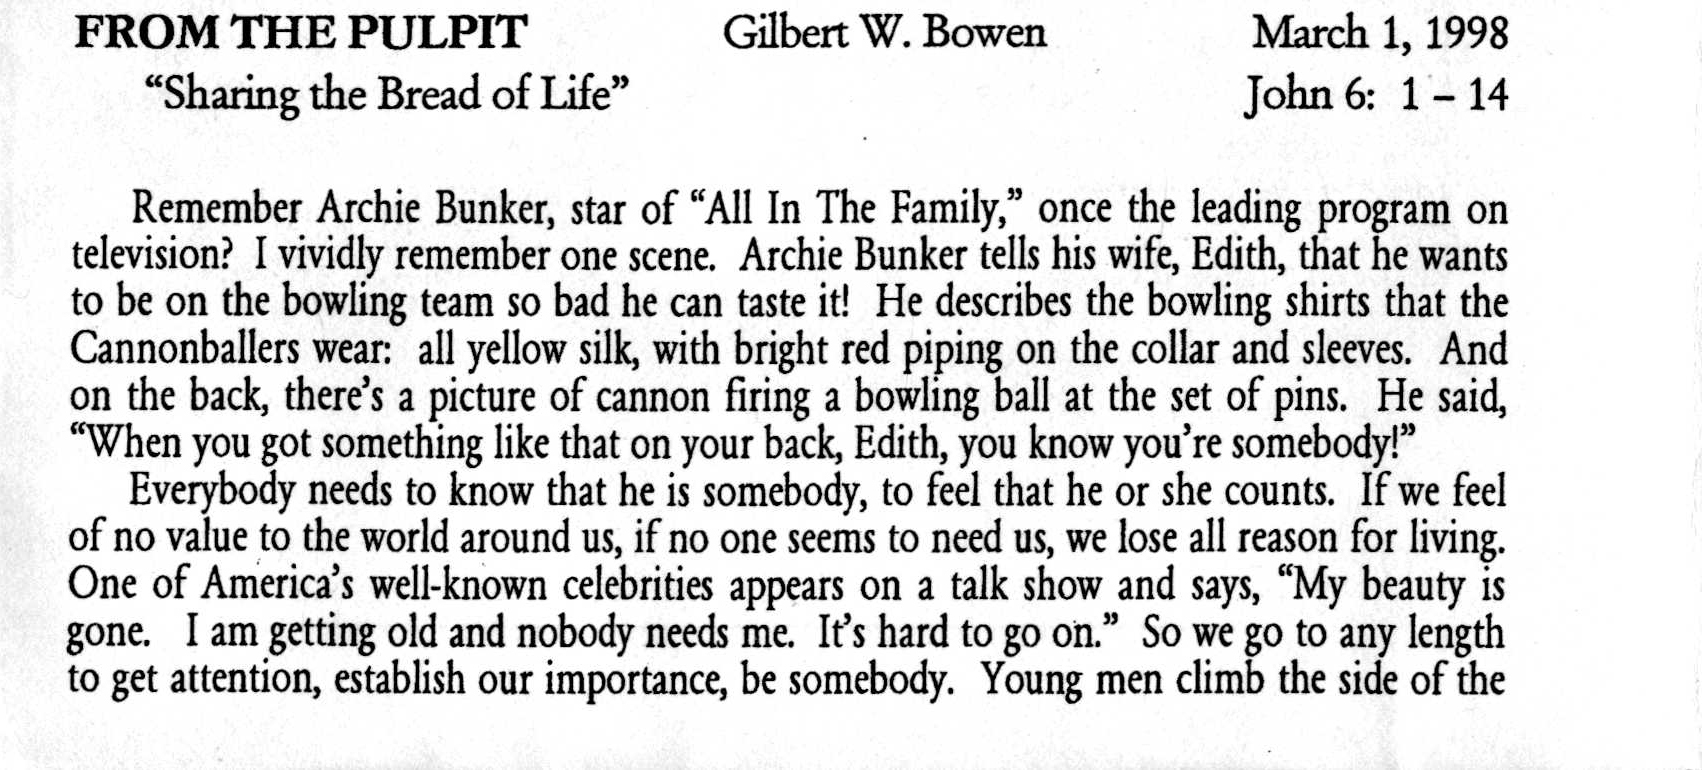 FROM THE PULPIT Gilbert W. Bowen March 1, 1998
“Sharing the Bread of Life” John 6: 1 – 14
Remember Archie Bunker, star of “All In The Family,” once the leading program on
television? I vividly remember one scene. Archie Bunker tells his wife, Edith, that he wants
to be on the bowling team so bad he can taste it! He describes the bowling shirts that the
Cannonballers wear: all yellow silk, with bright red piping on the collar and sleeves. And
on the back, there’s a picture of cannon firing a bowling ball at the set of pins. He said,
“When you got something like that on your back, Edith, you know you’re somebody!”
Everybody needs to know that he is somebody, to feel that he or she counts. If we feel
of no value to the world around us, if no one seems to need us, we lose all reason for living.
One of America’s well-known celebrities appears on a talk show and says, “My beauty is
gone. I am getting old and nobody needs me. It’s hard to go on.” So we go to any length
to get attention, establish our importance, be somebody. Young men climb the side of the